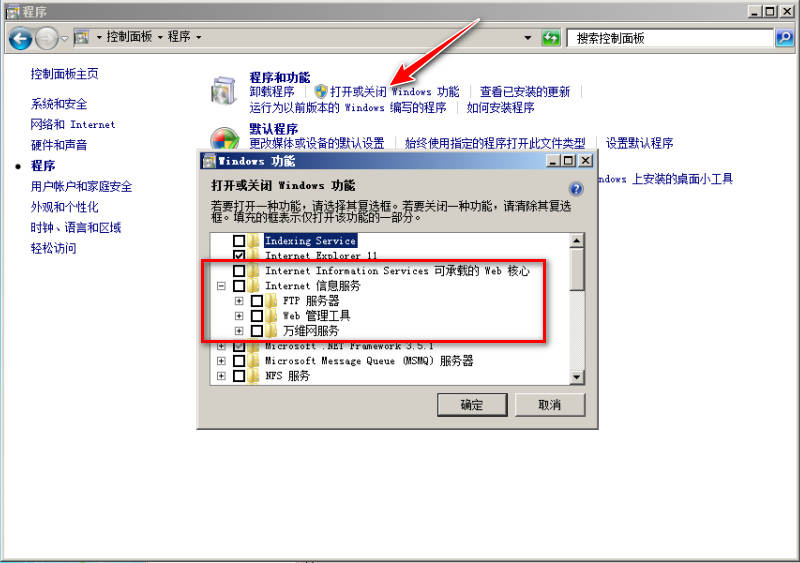 程序
控制面板 程序
搜索控制面板
控制面板主页
系统和安全
网络和 Internet
硬件和声音
程序
用户帐户和家庭安全
外观和个性化
时钟、语言和区域
轻松访问
程序和功能
卸载程序 打开或关闭 Windows 功能 查看已安装的更新
运行为以前版本的 Windows 编写的程序 如何安装程序
默认程序
更改媒体或设备的默认设置 始终使用指定的程序打开此文件类型 设置默认程序
ndows 上安装的桌面小工具
Windows 功能
打开或关闭 Windows 功能
若要打开一种功能，请选择其复选框。若要关闭一种功能，请清除其复选
框。填充的框表示仅打开该功能的一部分。
Indexing Service
Internet Explorer 11
Internet Information Services 可承载的 Web 核心
Internet 信息服务
FTP 服务器
Web 管理工具
万维网服务
Microsoft .NET Framework 3.5.1
Microsoft Message Queue (MSMQ) 服务器
NFS 服务
确定 取消